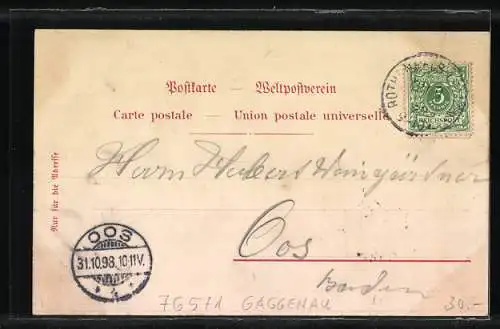 Postkarte — Weltpostverein
Carte postale — Union postale universelle
5
Nur für die Adresse
Herrn Hubert Weingärtner
OOS
31.10.98. 10-11V.
Oos
Baden
76571 GAGGENAU
30.-